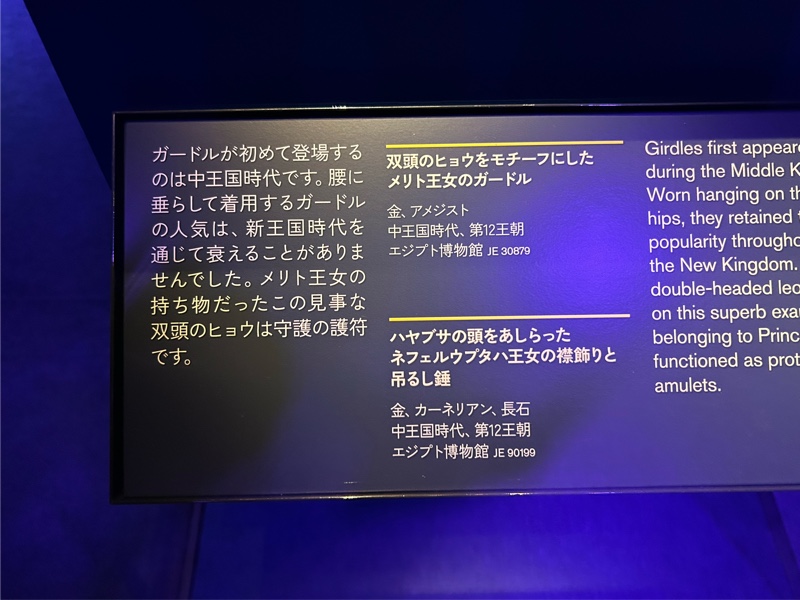 ガードルが初めて登場する
のは中王国時代です。腰に
垂らして着用するガードル
の人気は、新王国時代を
通じて衰えることがありま
せんでした。メリト王女の
持ち物だったこの見事な
双頭のヒョウは守護の護符
です。
双頭のヒョウをモチーフにした
メリト王女のガードル
金、アメジスト
中王国時代、第12王朝
エジプト博物館 JE 30879
ハヤブサの頭をあしらった
ネフェルウプタハ王女の襟飾りと
吊るし錘
金、カーネリアン、長石
中王国時代、第12王朝
エジプト博物館 JE 90199
Girdles first
during the Middle
Worn hanging on
hips, they retained
popularity
the New Kingdom.
double-headed
on this superb
belonging to
functioned as
amulets.